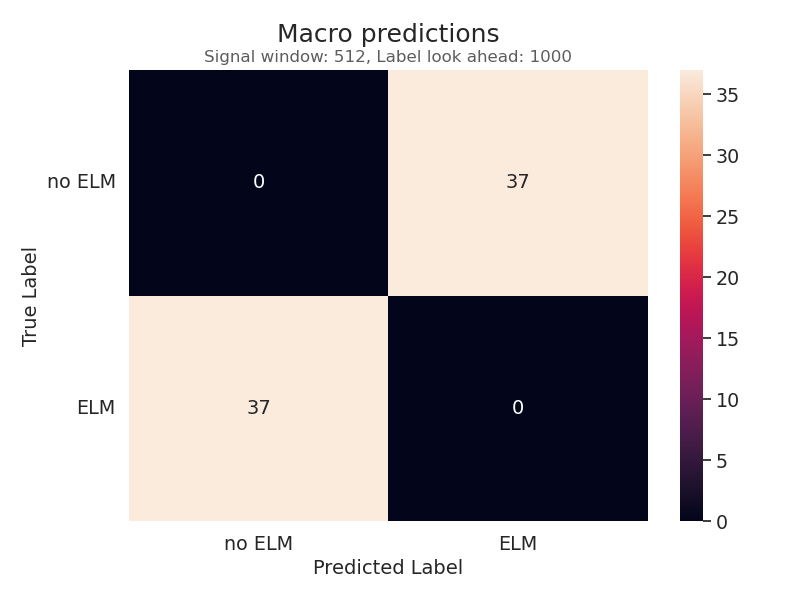 Macro predictions
Signal window: 512, Label look ahead: 1000
no ELM
0
37
ELM
37
0
no ELM
ELM
Predicted Label
True Label
35
30
25
20
15
10
5
0